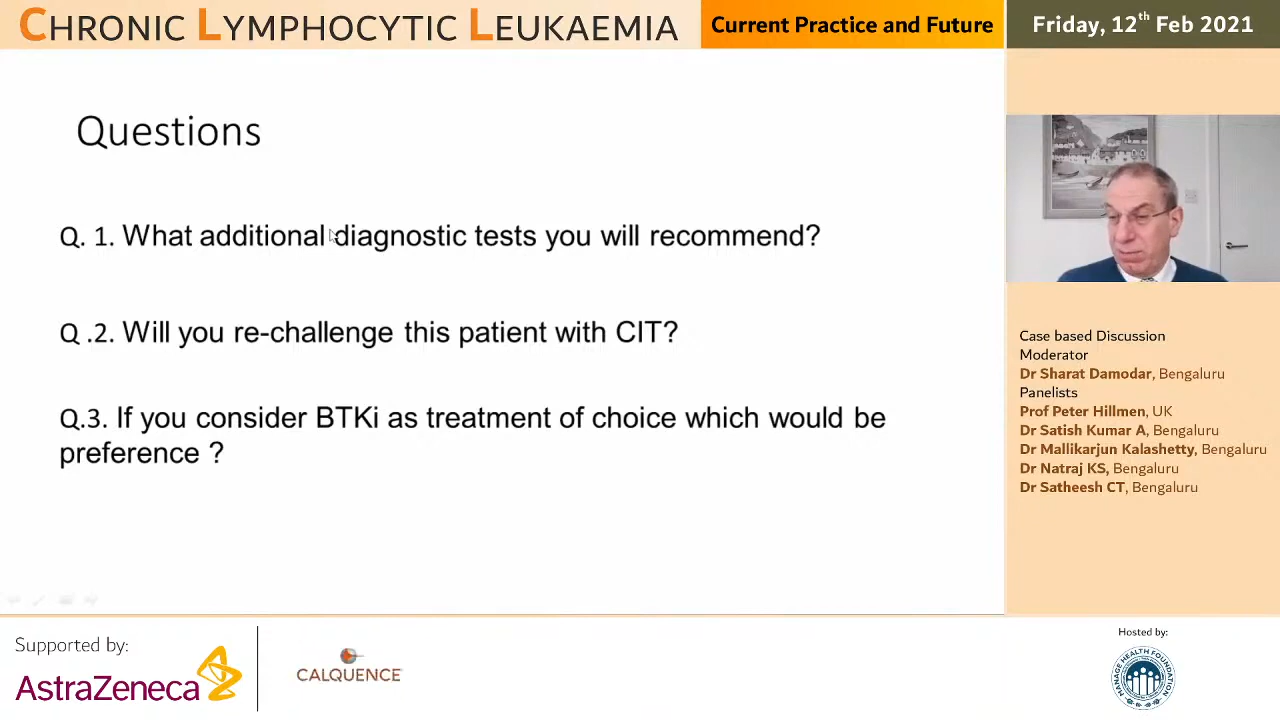 CHRONIC LYMPHOCYTIC LEUKAEMIA
Current Practice and Future
Friday, 12th Feb 2021
Questions
Q. 1. What additional diagnostic tests you will recommend?
Q .2. Will you re-challenge this patient with CIT?
Q.3. If you consider BTKi as treatment of choice which would be
preference ?
Case based Discussion
Moderator
Dr Sharat Damodar, Bengaluru
Panelists
Prof Peter Hillmen, UK
Dr Satish Kumar A, Bengaluru
Dr Mallikarjun Kalashetty, Bengaluru
Dr Natraj KS, Bengaluru
Dr Satheesh CT, Bengaluru
Supported by:
AstraZeneca
CALQUENCE
Hosted by:
MANAGE HEALTH FOUNDATION